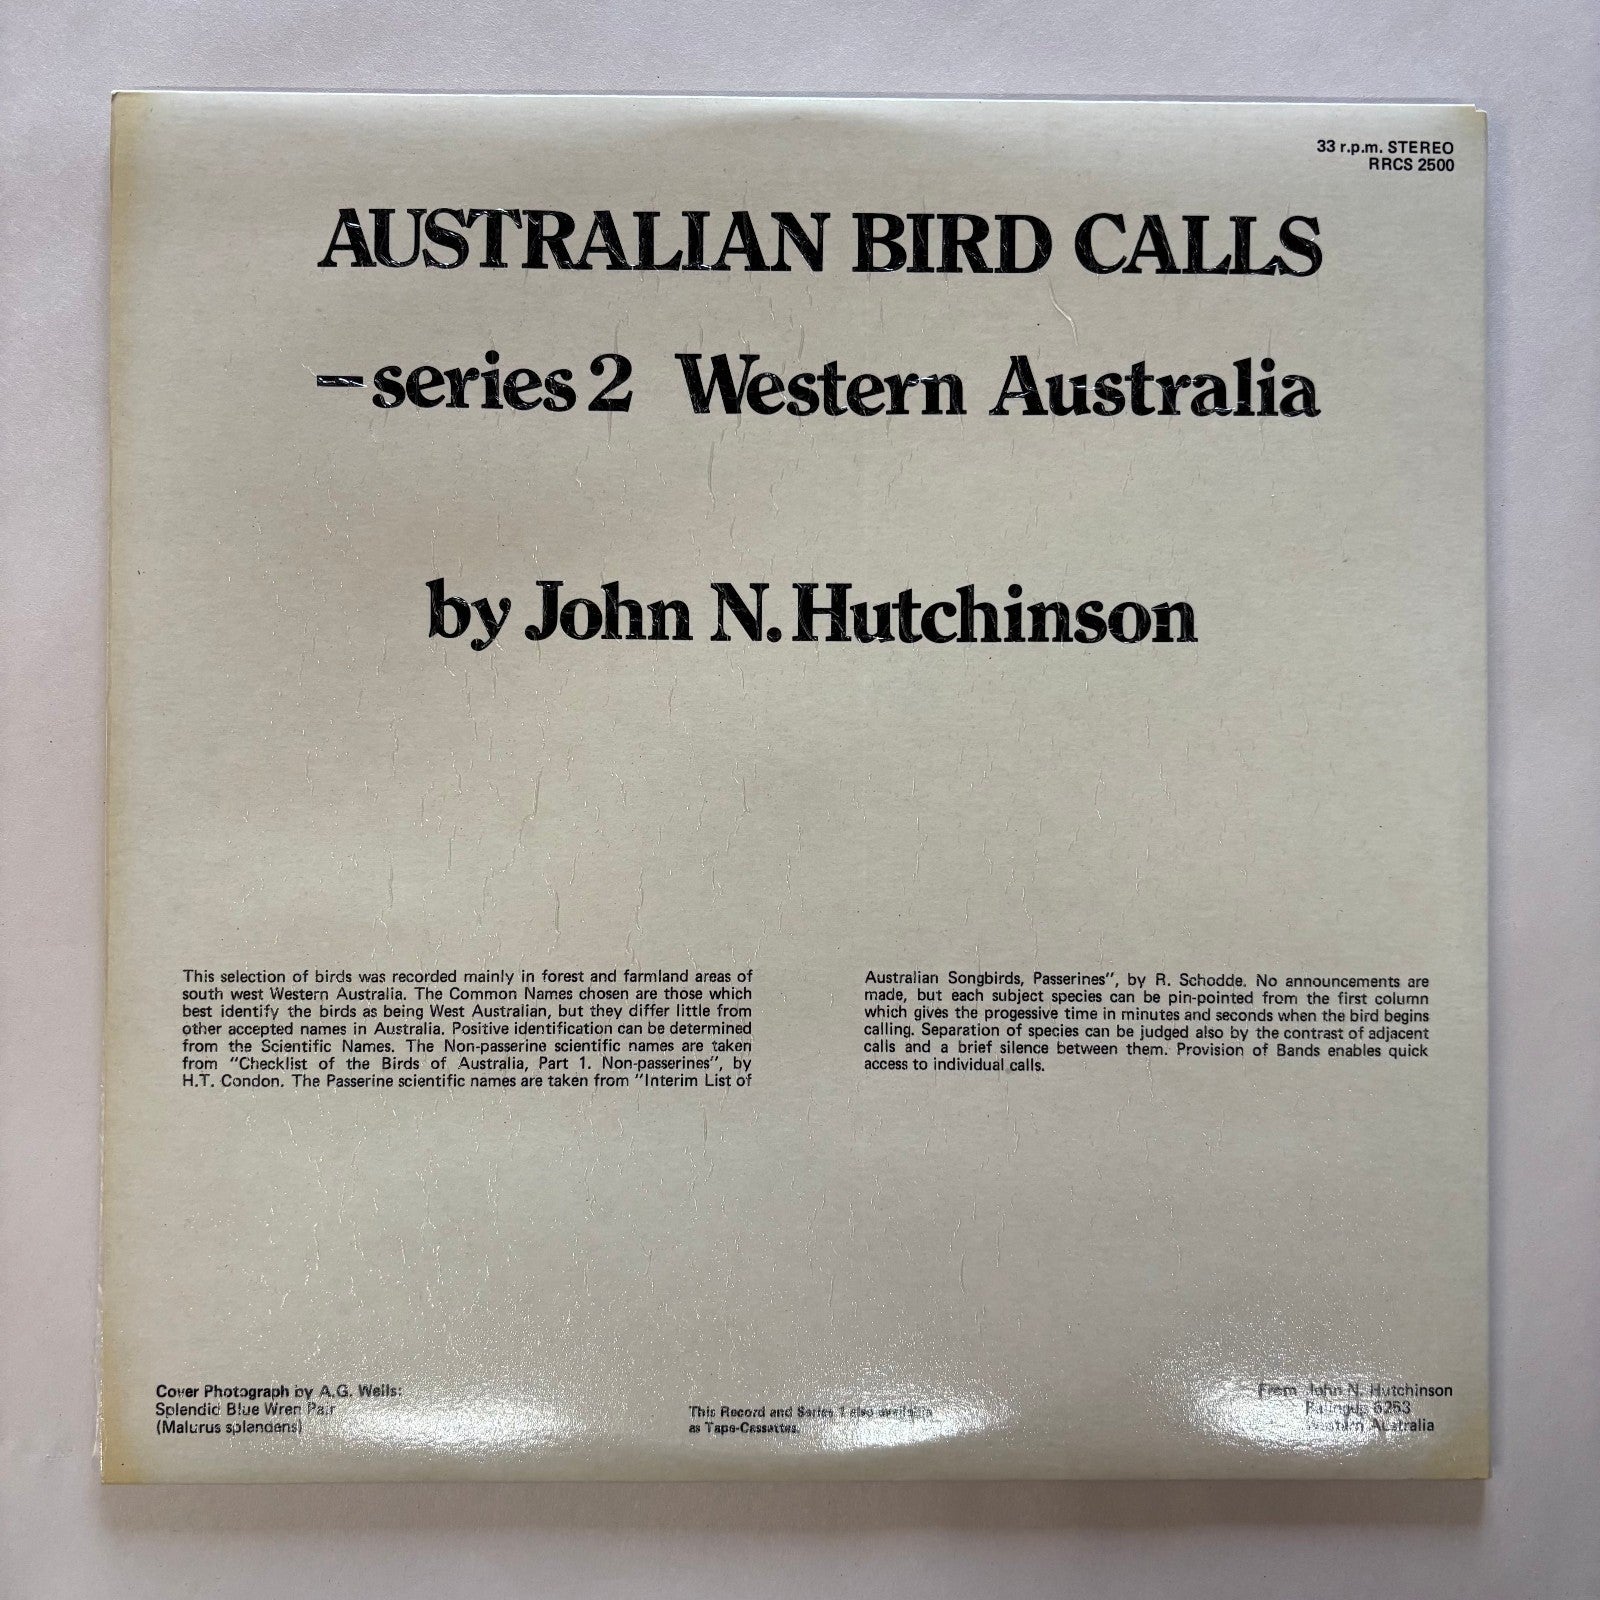 33 r.p.m. STEREO
RRCS 2500
AUSTRALIAN BIRD CALLS
–series 2 Western Australia
by John N. Hutchinson
This selection of birds was recorded mainly in forest and farmland areas of
south west Western Australia. The Common Names chosen are those which
best identify the birds as being West Australian, but they differ little from
other accepted names in Australia. Positive identification can be determined
from the Scientific Names. The Non-passerine scientific names are taken
from "Checklist of the Birds of Australia, Part 1. Non-passerines", by
H.T. Condon. The Passerine scientific names are taken from "Interim List of
Australian Songbirds, Passerines", by R. Schodde. No announcements are
made, but each subject species can be pin-pointed from the first column
which gives the progessive time in minutes and seconds when the bird begins
calling. Separation of species can be judged also by the contrast of adjacent
calls and a brief silence between them. Provision of Bands enables quick
access to individual calls.
Cover Photograph by A.G. Wells:
Splendid Blue Wren Pair
(Malurus splendens)
This Record and Series 1 also available
as Tape-Cassettes.
From John N. Hutchinson
6253
Western Australia